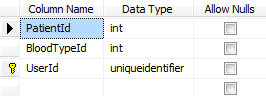 Column Name Data Type Allow Nulls
PatientId int
BloodTypeId int
UserId uniqueidentifier